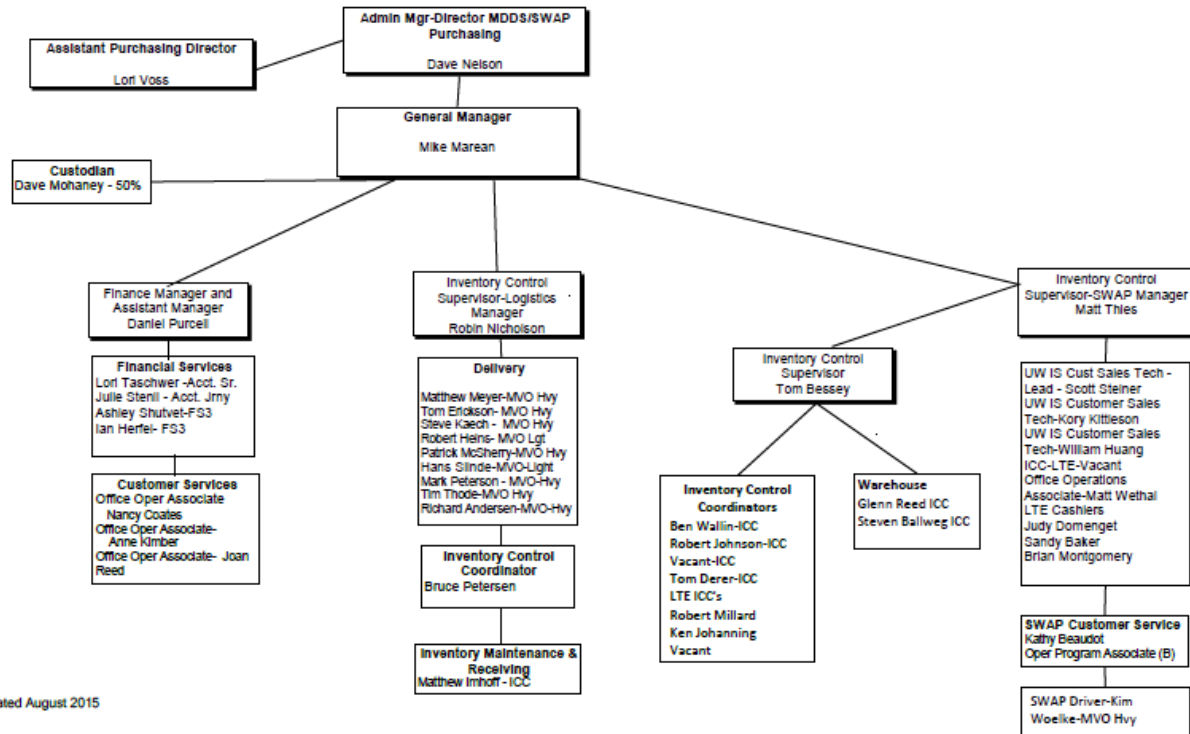 Admin Mgr-Director MDDS/SWAP
Purchasing
Dave Nelson
Assistant Purchasing Director
Lori Voss
General Manager
Mike Marean
Custodian
Dave Mohaney - 50%
Finance Manager and
Assistant Manager
Daniel Purcell
Financial Services
Lori Taschwer -Acct. Sr.
Julie Stenli - Acct. Jrny
Ashley Shutvet-FS3
Ian Herfel- FS3
Customer Services
Office Oper Associate
Nancy Coates
Office Oper Associate-
Anne Kimber
Office Oper Associate- Joan
Reed
Inventory Control
Supervisor-Logistics
Manager
Robin Nicholson
Delivery
Matthew Meyer-MVO Hvy
Tom Erickson- MVO Hvy
Steve Kaech - MVO Hvy
Robert Heins- MVO Lgt
Patrick McSherry-MVO Hvy
Hans Slinde-MVO-Light
Mark Peterson - MVO-Hvy
Tim Thode-MVO Hvy
Richard Andersen-MVO-Hvy
Inventory Control
Coordinator
Bruce Petersen
Inventory Maintenance &
Receiving
Matthew Imhoff - ICC
Inventory Control
Supervisor
Tom Bessey
Inventory Control
Coordinators
Ben Wallin-ICC
Robert Johnson-ICC
Vacant-ICC
Tom Derer-ICC
LTE ICC's
Robert Millard
Ken Johanning
Vacant
Warehouse
Glenn Reed ICC
Steven Ballweg ICC
Inventory Control
Supervisor-SWAP Manager
Matt Thies
UW IS Cust Sales Tech -
Lead - Scott Steiner
UW IS Customer Sales
Tech-Kory Kittleson
UW IS Customer Sales
Tech-William Huang
ICC-LTE-Vacant
Office Operations
Associate-Matt Wethal
LTE Cashiers
Judy Domenget
Sandy Baker
Brian Montgomery
SWAP Customer Service
Kathy Beaudot
Oper Program Associate (B)
SWAP Driver-Kim
Woelke-MVO Hvy
ated August 2015